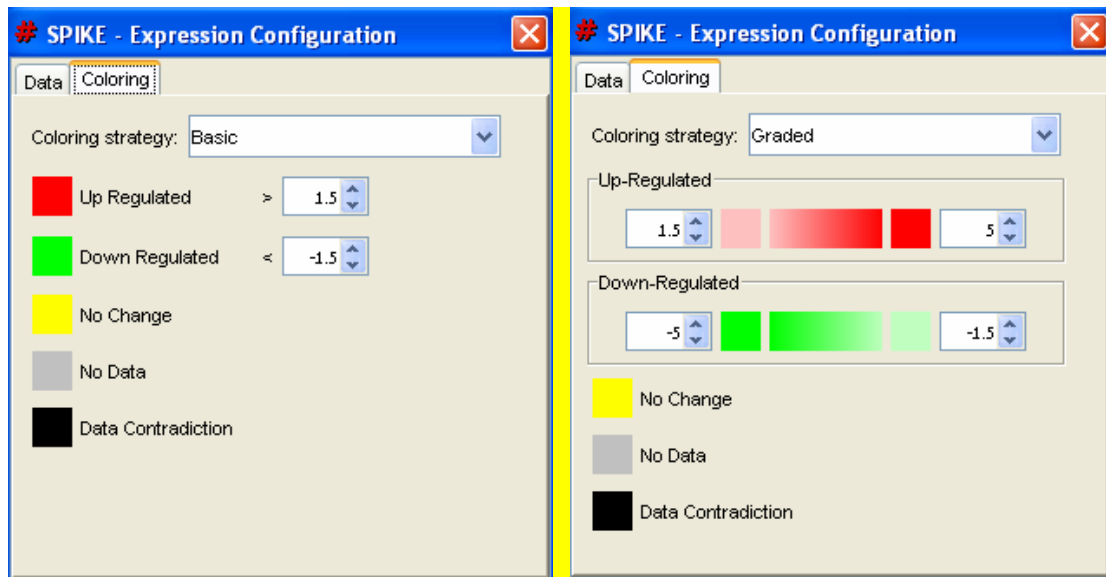 # SPIKE - Expression Configuration
Data Coloring
Coloring strategy: Basic
Up Regulated > 1.5
Down Regulated < -1.5
No Change
No Data
Data Contradiction
# SPIKE - Expression Configuration
Data Coloring
Coloring strategy: Graded
Up-Regulated
1.5 5
Down-Regulated
-5 -1.5
No Change
No Data
Data Contradiction